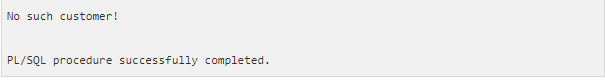 No such customer!
PL/SQL procedure successfully completed.